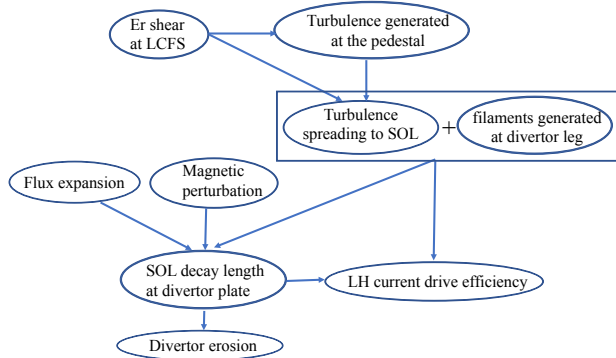 Er shear
at LCFS
Turbulence generated
at the pedestal
Turbulence
spreading to SOL
+
filaments generated
at divertor leg
Flux expansion
Magnetic
perturbation
SOL decay length
at divertor plate
LH current drive efficiency
Divertor erosion